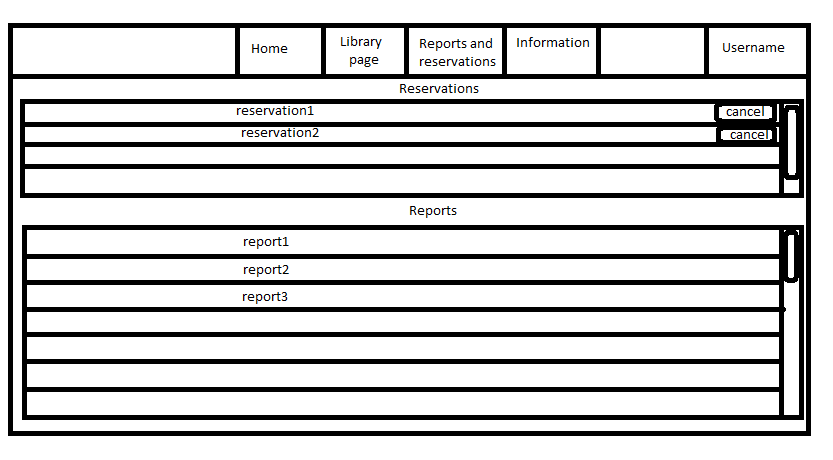 Home
Library
page
Reports and
reservations
Information
Username
Reservations
reservation1
cancel
reservation2
cancel
Reports
report1
report2
report3